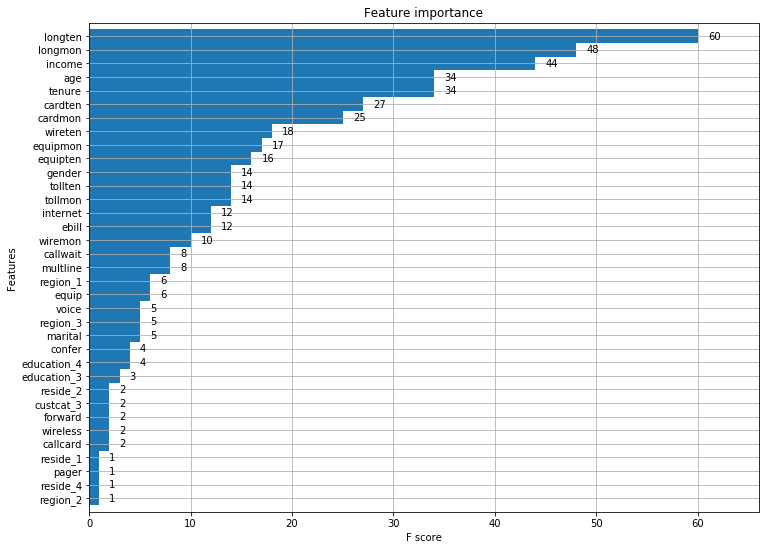 Feature importance
longten 60
longmon 48
income 44
age 34
tenure 34
cardten 27
cardmon 25
wireten 18
equipmon 17
equipten 16
gender 14
tollten 14
tollmon 14
internet 12
ebill 12
wiremon 10
callwait 8
multline 8
region_1 6
equip 6
voice 5
region_3 5
marital 5
confer 4
education_4 4
education_3 3
reside_2 2
custcat_3 2
forward 2
wireless 2
callcard 2
reside_1 1
pager 1
reside_4 1
region_2 1
Features
0 10 20 30 40 50 60
F score